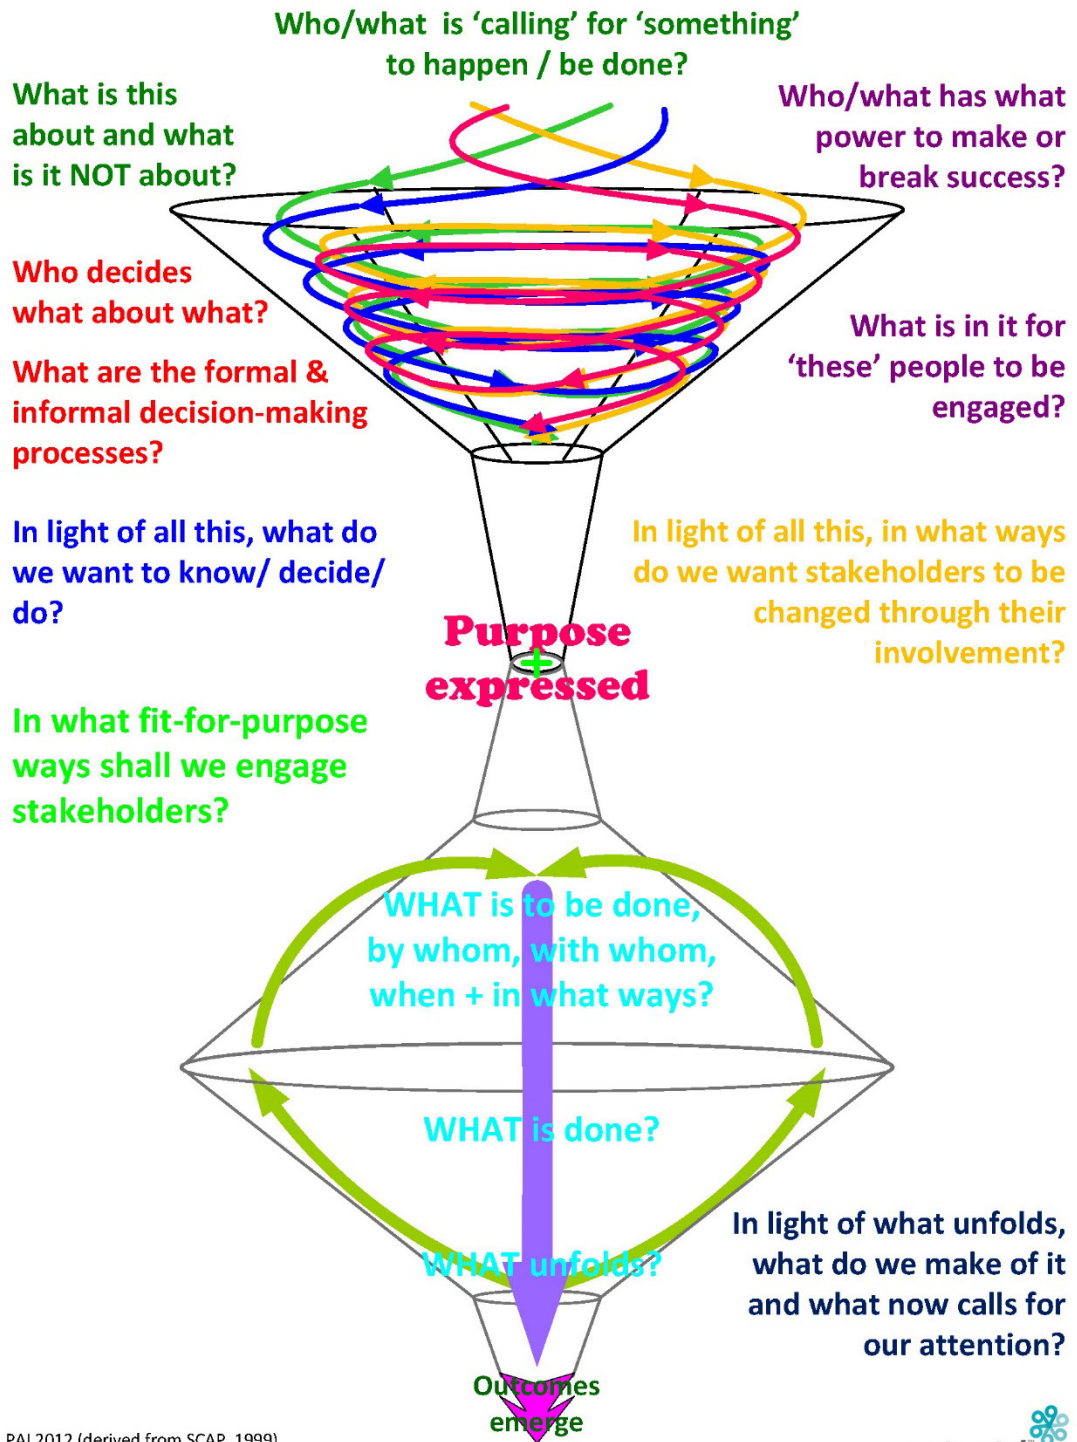 Who/what  is ‘calling’ for ‘something’
to happen / be done?
What is this
about and what
is it NOT about?
Who/what has what
power to make or
break success?
Who decides
what about what?
What are the formal &
informal decision-making
processes?
What is in it for
‘these’ people to be
engaged?
In light of all this, what do
we want to know/ decide/
do?
In light of all this, in what ways
do we want stakeholders to be
changed through their
involvement?
Purpose
+
expressed
In what fit-for-purpose
ways shall we engage
stakeholders?
WHAT is to be done,
by whom, with whom,
when + in what ways?
WHAT is done?
WHAT unfolds?
In light of what unfolds,
what do we make of it
and what now calls for
our attention?
Outcomes
emerge
PAI 2012 (derived from SCAP, 1999)